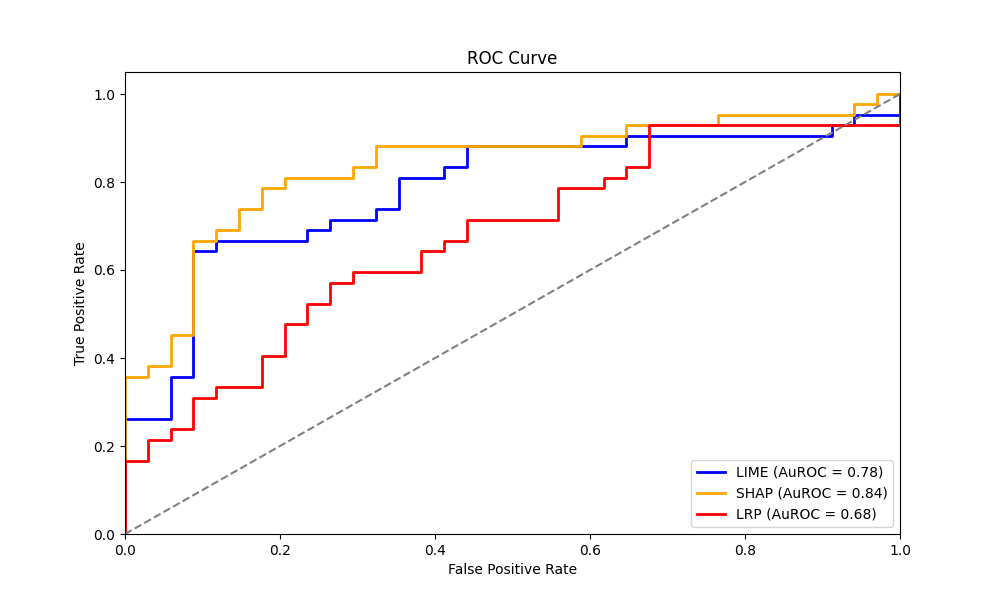 ROC Curve
True Positive Rate
1.0
0.8
0.6
0.4
0.2
0.0
LIME (AuROC = 0.78)
SHAP (AuROC = 0.84)
LRP (AuROC = 0.68)
0.0 0.2 0.4 0.6 0.8 1.0
False Positive Rate